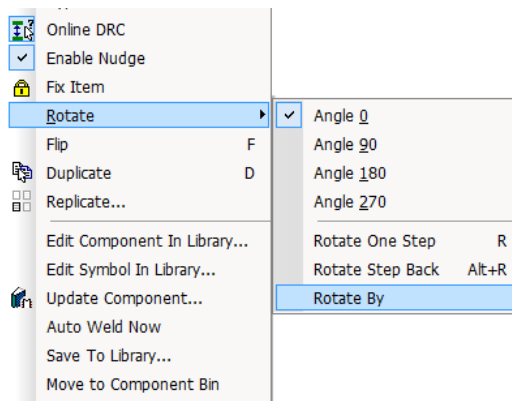 Online DRC
Enable Nudge
Fix Item
Rotate
Flip F
Duplicate D
Replicate...
Edit Component In Library...
Edit Symbol In Library...
Update Component...
Auto Weld Now
Save To Library...
Move to Component Bin
Angle 0
Angle 90
Angle 180
Angle 270
Rotate One Step R
Rotate Step Back Alt+R
Rotate By